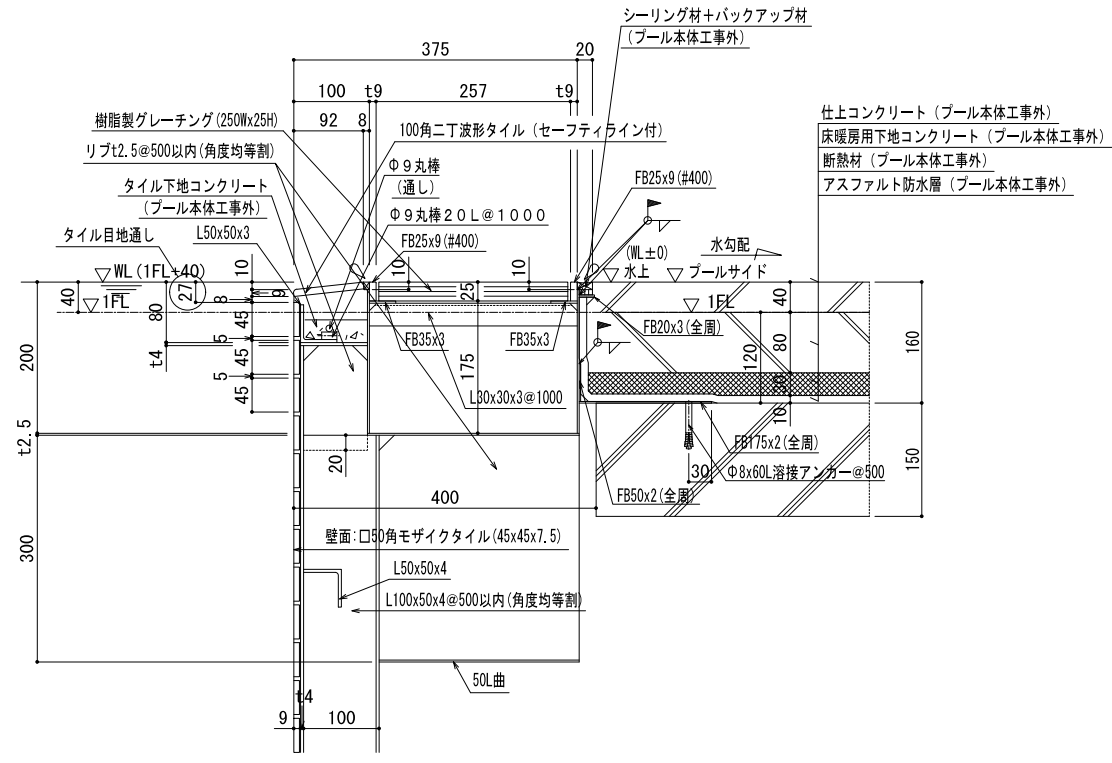 シーリング材＋バックアップ材
（プール本体工事外）
375
20
100
t9
257
t9
92
8
樹脂製グレーチング(250Wx25H)
100角二丁波形タイル（セーフティライン付）
リブt2.5@500以内(角度均等割)
Φ９丸棒
（通し）
タイル下地コンクリート
（プール本体工事外）
Φ９丸棒２０Ｌ@１０００
L50x50x3
タイル目地通し
FB25x9(#400)
FB25x9(#400)
仕上コンクリート（プール本体工事外）
床暖房用下地コンクリート（プール本体工事外）
断熱材（プール本体工事外）
アスファルト防水層（プール本体工事外）
水勾配
(WL±0)
水上
プールサイド
WL(1FL+40)
1FL
1FL
40
80
27
10
9
8
45
5
45
5
45
t4
10
10
25
175
FB35x3
FB35x3
L30x30x3@1000
FB20x3(全周)
120
40
80
30
10
160
150
200
t2.5
300
20
400
30
FB175x2(全周)
Φ8x60L溶接アンカー@500
FB50x2(全周)
壁面:口50角モザイクタイル(45x45x7.5)
L50x50x4
L100x50x4@500以内(角度均等割)
50L曲
t4
9
100